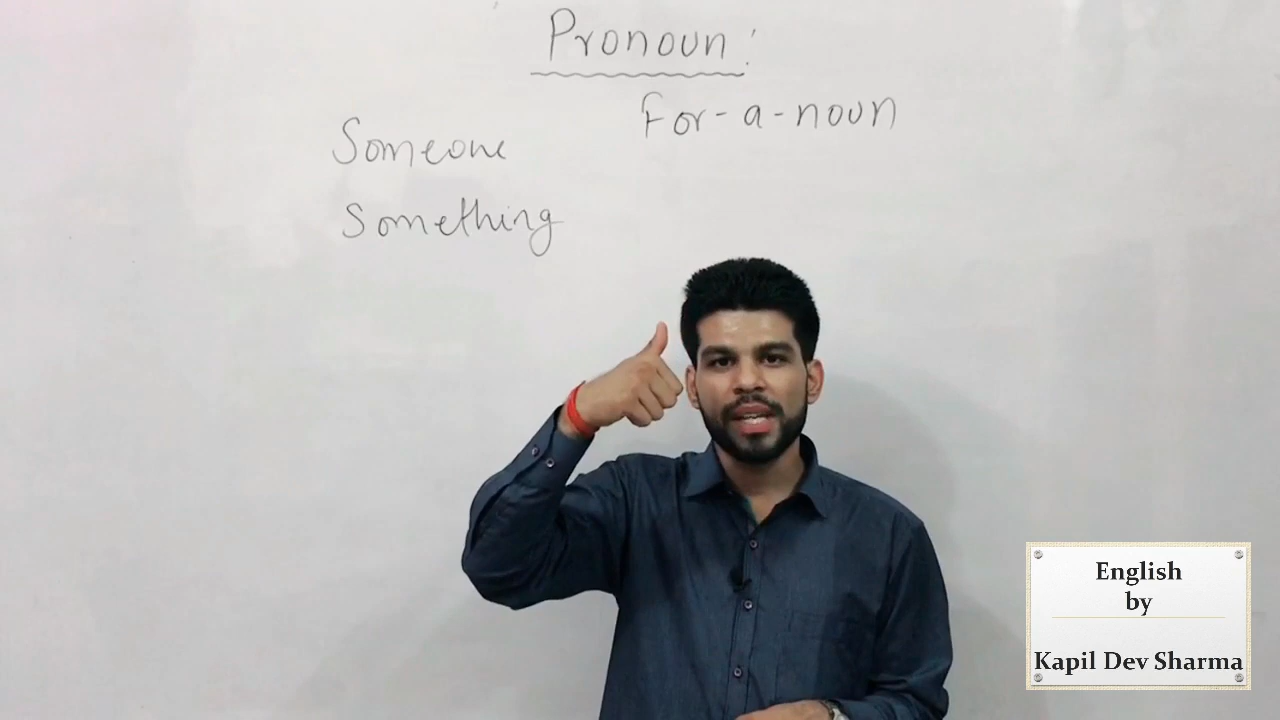 Pronoun:
For-a-noun
Someone
Something
English
by
Kapil Dev Sharma